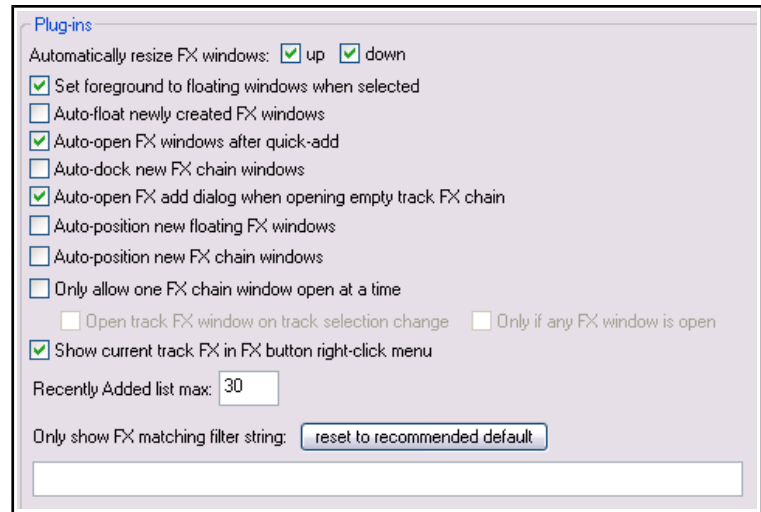 Plug-ins
Automatically resize FX windows: up down
Set foreground to floating windows when selected
Auto-float newly created FX windows
Auto-open FX windows after quick-add
Auto-dock new FX chain windows
Auto-open FX add dialog when opening empty track FX chain
Auto-position new floating FX windows
Auto-position new FX chain windows
Only allow one FX chain window open at a time
Open track FX window on track selection change Only if any FX window is open
Show current track FX in FX button right-click menu
Recently Added list max: 30
Only show FX matching filter string: reset to recommended default